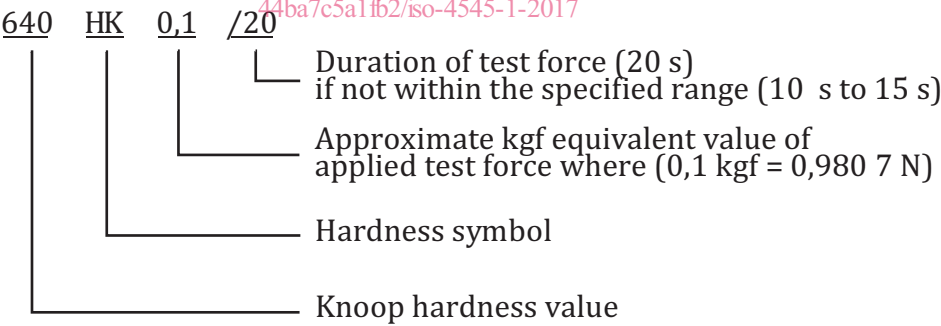 44ba7c5a1fb2/iso-4545-1-2017
640 HK 0,1 /20
Duration of test force (20 s)
if not within the specified range (10 s to 15 s)
Approximate kgf equivalent value of
applied test force where (0,1 kgf = 0,980 7 N)
Hardness symbol
Knoop hardness value